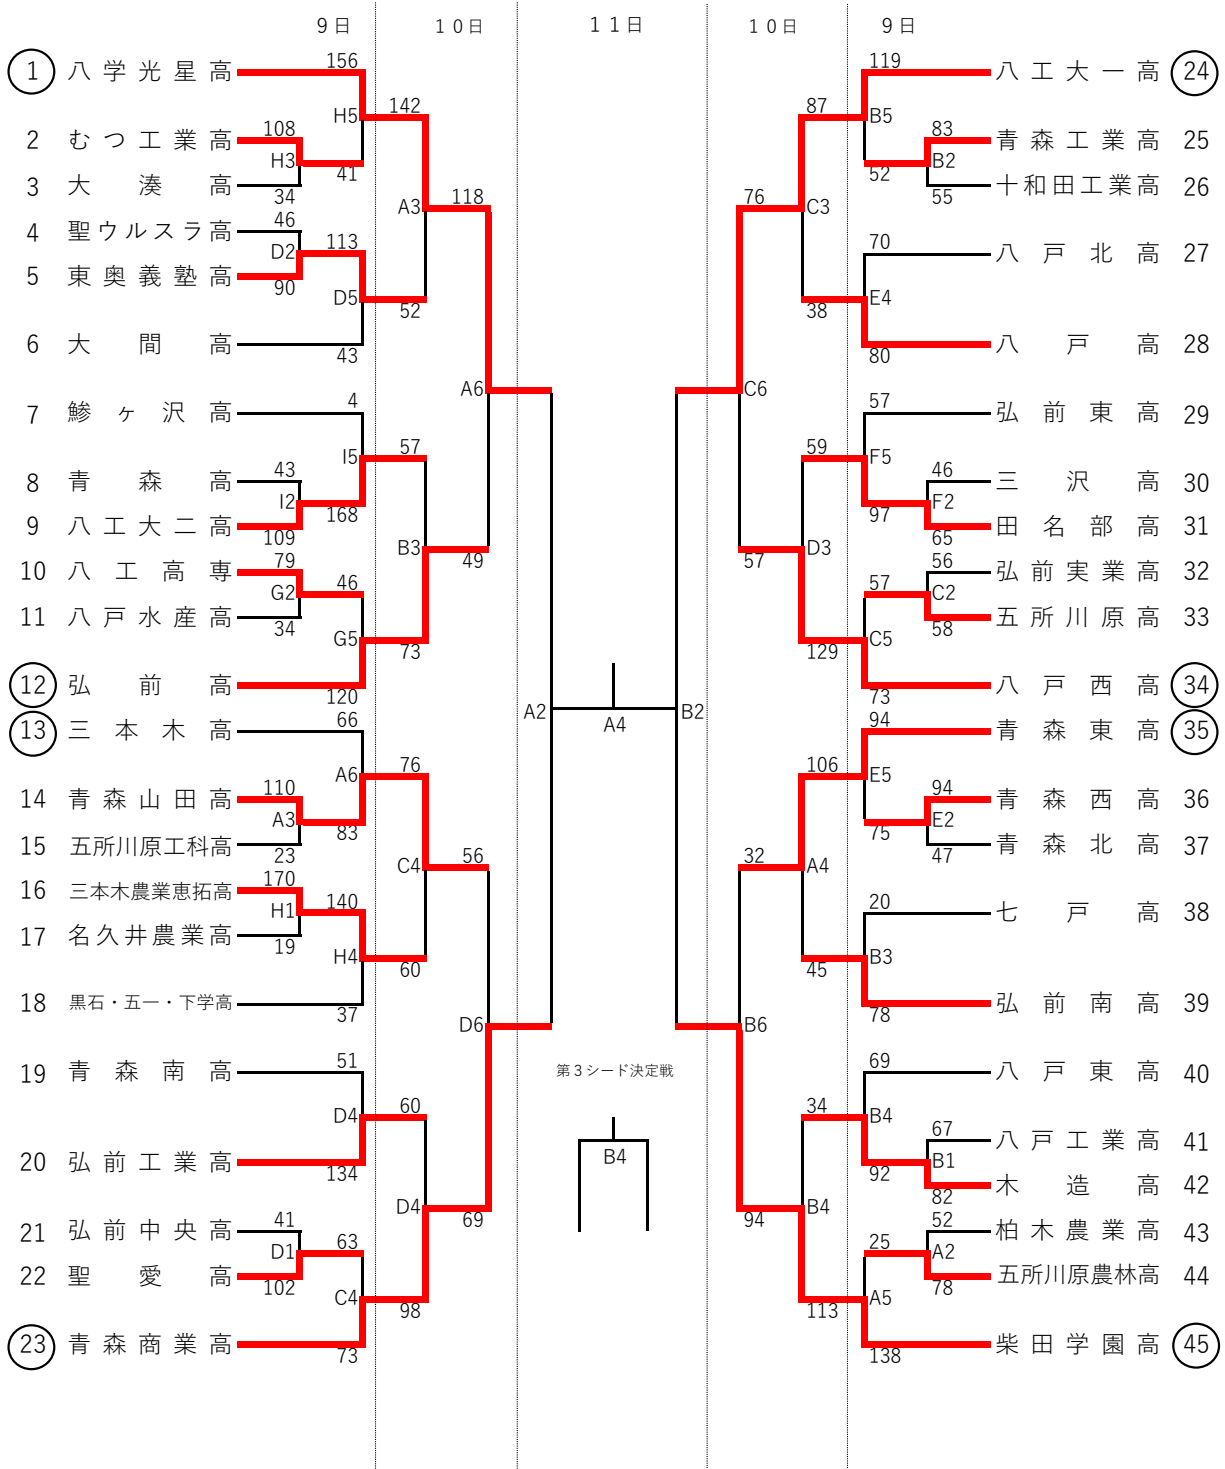 9日 10日 11日 10日 9日
1 八学光星高 156
H5 142
2 むつ工業高 108
H3 41
3 大湊高 34
A3 118
4 聖ウルスラ高 46
D2 113
5 東奥義塾高 90
D5 52
6 大間高 43
A6
7 鰺ヶ沢高 4
I5 57
8 青森高 43
I2 168
9 八工大二高 109
B3 49
10 八工高専 79
G2 46
11 八戸水産高 34
G5 73
12 弘前高 120
A2
13 三本木高 66
A6 76
14 青森山田高 110
A3 83
15 五所川原工科高 23
C4 56
16 三本木農業恵拓高 170
H1 140
17 名久井農業高 19
H4 60
18 黒石・五一・下学高 37
D6
19 青森南高 51
D4 60
20 弘前工業高 134
D4 69
21 弘前中央高 41
D1 63
22 聖愛高 102
C4 98
23 青森商業高 73
A4
第3シード決定戦
B4
119 八工大一高 24
87 B5
83 青森工業高 25
52 B2
55 十和田工業高 26
76 C3
70 八戸北高 27
38 E4
80 八戸高 28
C6
57 弘前東高 29
59 F5
46 三沢高 30
97 F2
65 田名部高 31
57 D3
56 弘前実業高 32
57 C2
58 五所川原高 33
129 C5
73 八戸西高 34
B2
94 青森東高 35
106 E5
94 青森西高 36
75 E2
47 青森北高 37
32 A4
20 七戸高 38
45 B3
78 弘前南高 39
B6
69 八戸東高 40
34 B4
67 八戸工業高 41
92 B1
82 木造高 42
94 B4
52 柏木農業高 43
25 A2
78 五所川原農林高 44
113 A5
138 柴田学園高 45